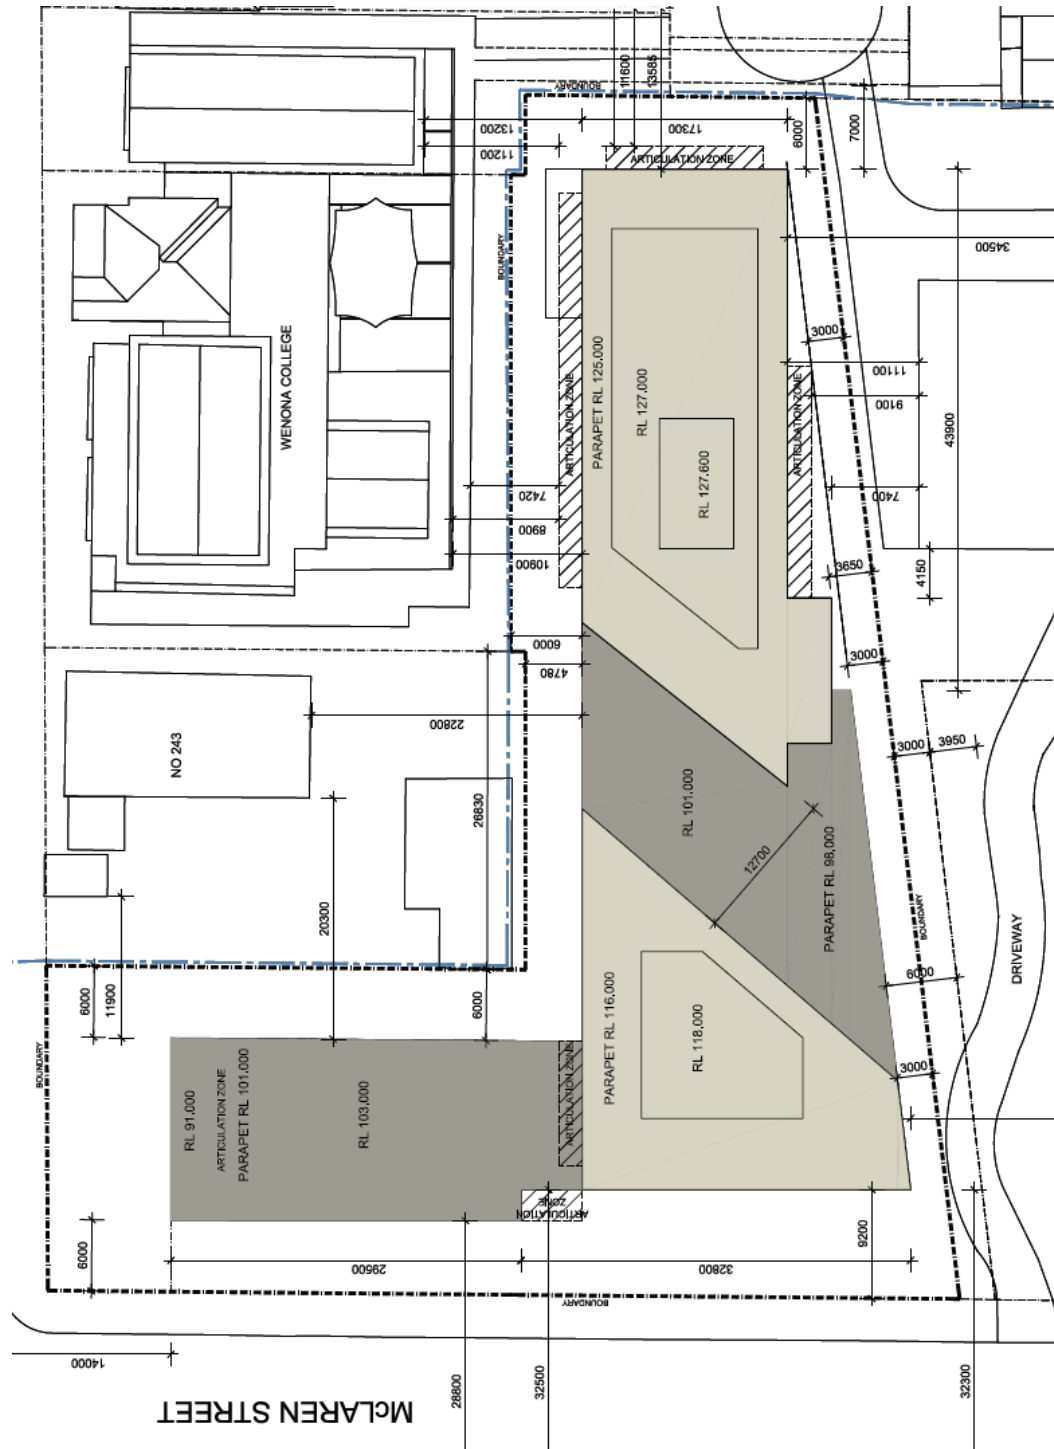 11600
13585
BOUNDARY
13200
17300
6000
7000
11200
ARTICULATION ZONE
BOUNDARY
34500
3000
WENONA COLLEGE
PARAPET RL 125.000
RL 127.000
11100
ARTICULATION ZONE
ARTICULATION ZONE
9100
43900
RL 127.600
7420
7400
8900
10900
3650
4150
6000
4780
3000
22800
NO 243
3000
3950
26830
RL 101.000
12700
PARAPET RL 98,000
20300
BOUNDARY
DRIVEWAY
6000
11900
6000
6000
PARAPET RL 116,000
RL 118,000
3000
BOUNDARY
RL 91.000
ARTICULATION ZONE
PARAPET RL 101.000
RL 103,000
ARTICULATION ZONE
ARTICULATION
ZONE
6000
9200
29500
32800
BOUNDARY
14000
28800
32500
32300
McLAREN STREET